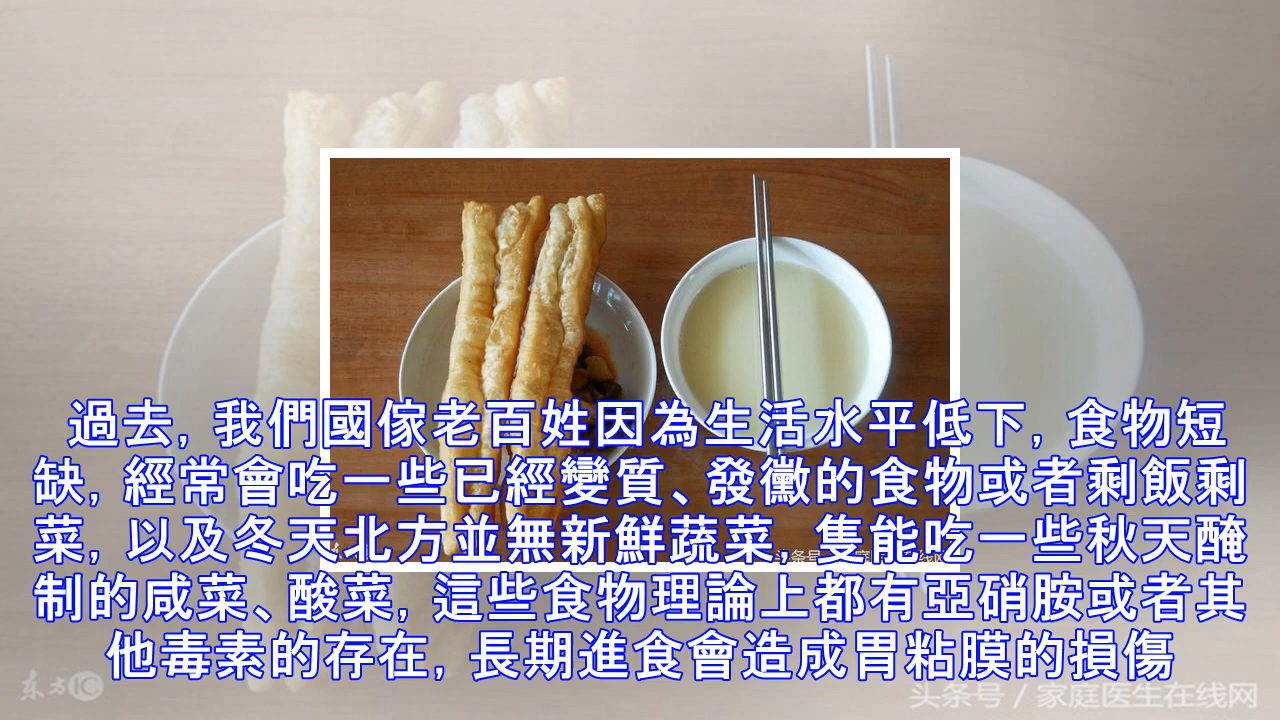 過去, 我們國傢老百姓因為生活水平低下, 食物短
缺, 經常會吃一些已經變質、發黴的食物或者剩飯剩
菜, 以及冬天北方並無新鮮蔬菜, 隻能吃一些秋天醃
制的咸菜、酸菜, 這些食物理論上都有亞硝胺或者其
他毒素的存在, 長期進食會造成胃粘膜的損傷
东方IC
头条号 / 家庭医生在线网